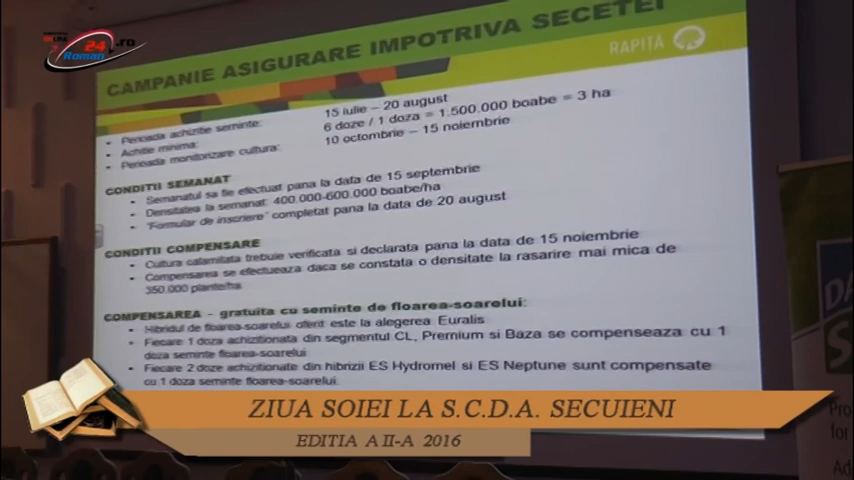 Roman 24 .ro
CAMPANIE ASIGURARE IMPOTRIVA SECETEI
RAPIȚĂ
• Perioada achizitie seminte: 15 iulie – 20 august
• Achitie minima: 6 doze / 1 doza = 1.500.000 boabe = 3 ha
• Perioada monitorizare cultura: 10 octombrie – 15 noiembrie
CONDITII SEMANAT
• Semanatul sa fie efectuat pana la data de 15 septembrie
• Densitatea la semanat: 400.000-600.000 boabe/ha
• "Formular de inscriere" completat pana la data de 20 august
CONDITII COMPENSARE
• Cultura calamitata trebuie verificata si declarata pana la data de 15 noiembrie
• Compensarea se efectueaza daca se constata o densitate la rasarire mai mica de
350.000 plante/ha
COMPENSAREA - gratuita cu seminte de floarea-soarelui:
• Hibridul de floarea-soarelui oferit este la alegerea Euralis
• Fiecare 1 doza achizitionata din segmentul CL, Premium si Baza se compenseaza cu 1
doza seminte floarea-soarelui
• Fiecare 2 doze achizitionate din hibrizii ES Hydromel si ES Neptune sunt compensate
cu 1 doza seminte floarea-soarelui.
DA
S
Pro
for
Ad
ZIUA SOIEI LA S.C.D.A. SECUIENI
EDITIA A II-A 2016